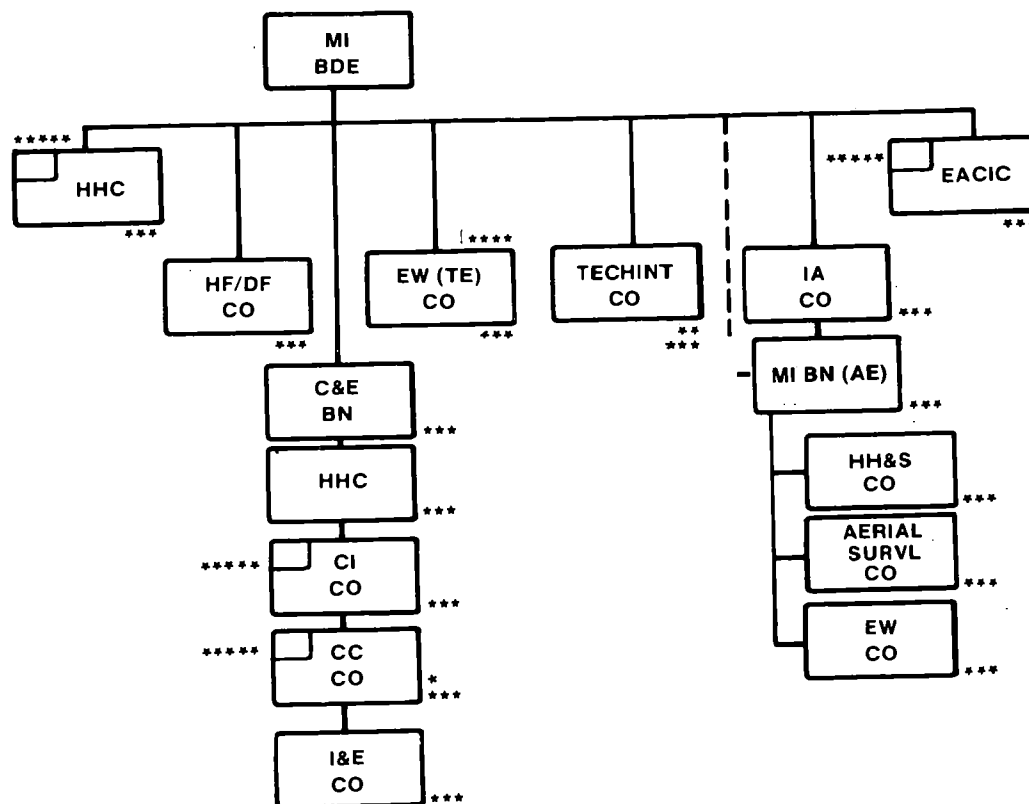 MI
BDE
*****
HHC
***
*****
EACIC
**
HF/DF
CO
***
****
EW (TE)
CO
***
TECHINT
CO
**
***
IA
CO
***
C&E
BN
***
HHC
***
*****
CI
CO
***
*****
CC
CO
*
***
I&E
CO
***
MI BN (AE)
***
HH&S
CO
***
AERIAL
SURVL
CO
***
EW
CO
***